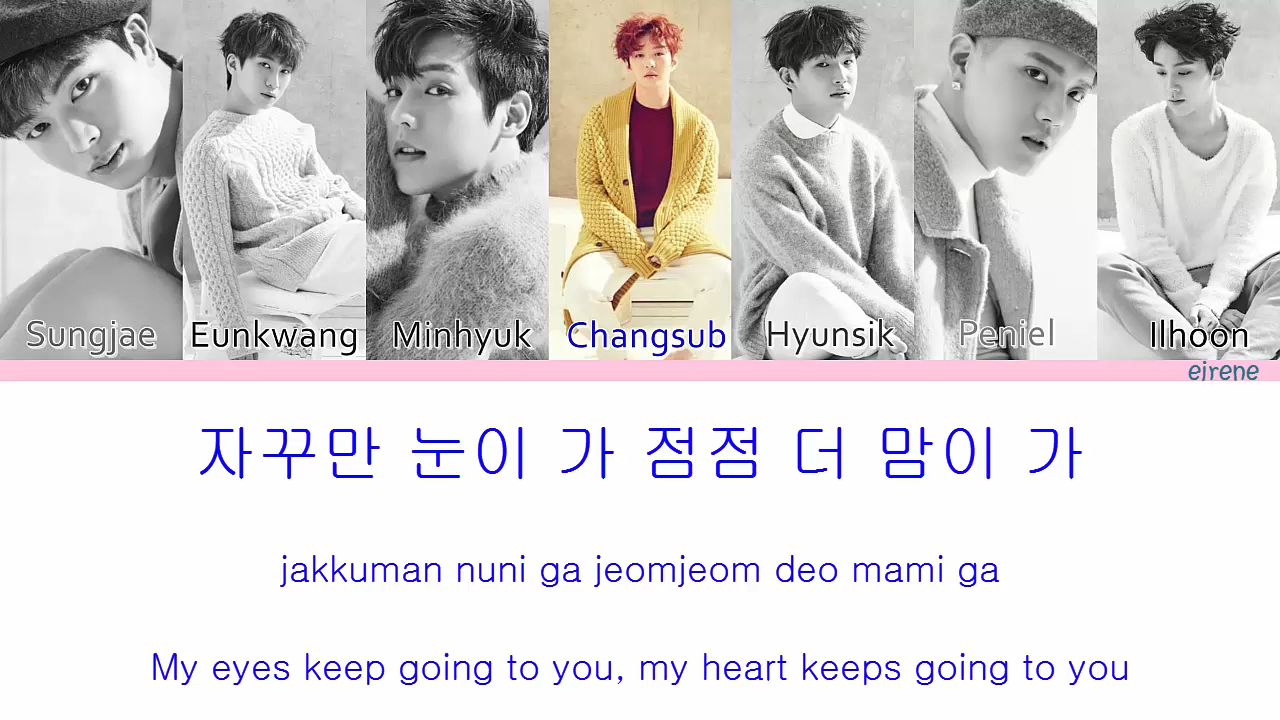 Sungjae Eunkwang Minhyuk Changsub Hyunsik Peniel Ilhoon
ejrene
자꾸만 눈이 가 점점 더 맘이 가
jakkuman nuni ga jeomjeom deo mami ga
My eyes keep going to you, my heart keeps going to you